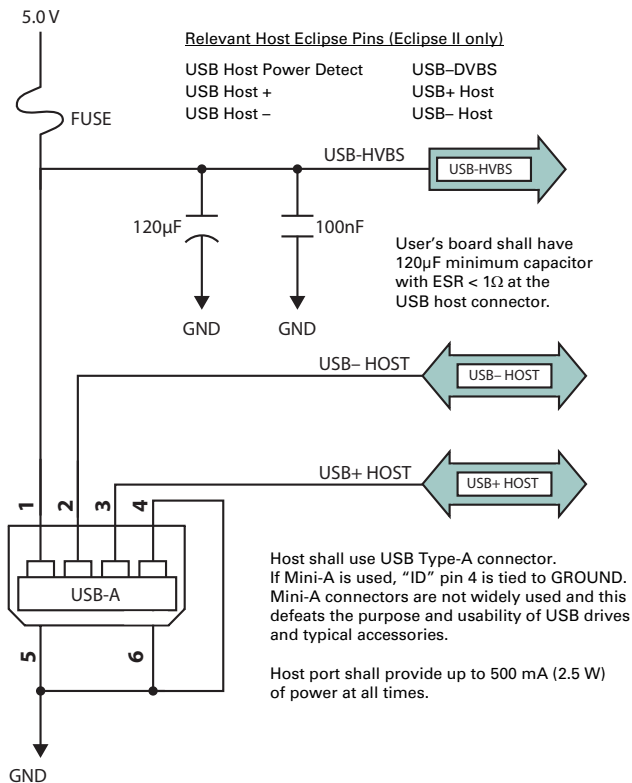 5.0 V
Relevant Host Eclipse Pins (Eclipse II only)
USB Host Power Detect USB–DVBS
USB Host + USB+ Host
USB Host – USB– Host
FUSE
USB-HVBS
USB-HVBS
120µF
100nF
User's board shall have
120µF minimum capacitor
with ESR < 1Ω at the
USB host connector.
GND
GND
USB– HOST
USB– HOST
USB+ HOST
USB+ HOST
1
2
3
4
USB-A
5
6
Host shall use USB Type-A connector.
If Mini-A is used, “ID” pin 4 is tied to GROUND.
Mini-A connectors are not widely used and this
defeats the purpose and usability of USB drives
and typical accessories.
Host port shall provide up to 500 mA (2.5 W)
of power at all times.
GND